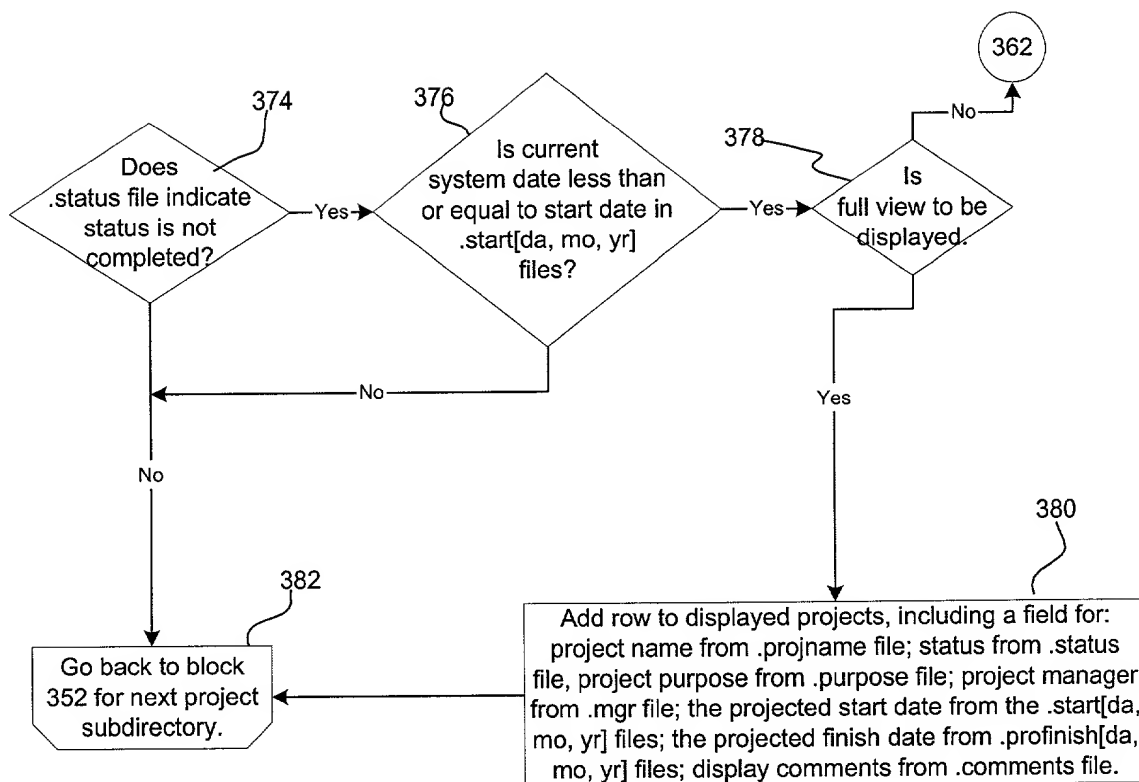 362
374
Does
.status file indicate
status is not
completed?
Yes
376
Is current
system date less than
or equal to start date in
.start[da, mo, yr]
files?
Yes
378
Is
full view to be
displayed.
No
No
No
Yes
380
Add row to displayed projects, including a field for:
project name from .projname file; status from .status
file, project purpose from .purpose file; project manager
from .mgr file; the projected start date from the .start[da,
mo, yr] files; the projected finish date from .profinish[da,
mo, yr] files; display comments from .comments file.
382
Go back to block
352 for next project
subdirectory.